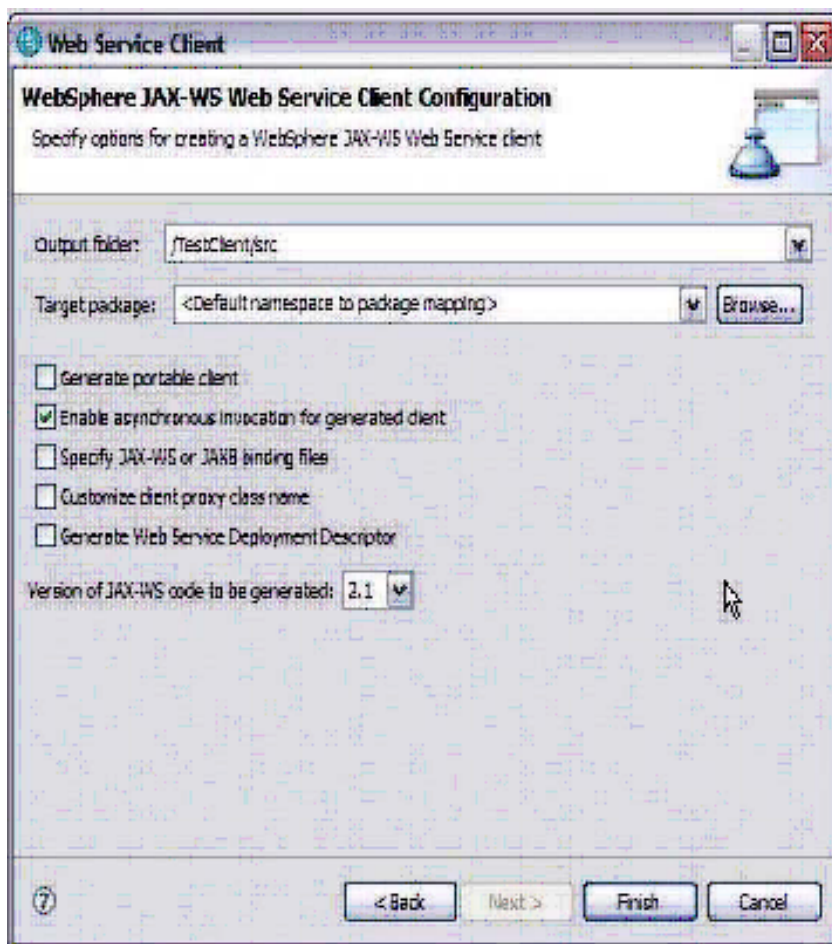 Web Service Client
WebSphere JAX-WS Web Service Client Configuration
Specify options for creating a WebSphere JAX-WS Web Service client
Output folder: /TestClient/src
Target package: <Default namespace to package mapping> Browse...
Generate portable client
Enable asynchronous invocation for generated client
Specify JAX-WS or JAXB binding files
Customize client proxy class name
Generate Web Service Deployment Descriptor
Version of JAX-WS code to be generated: 2.1
? < Back Next > Finish Cancel